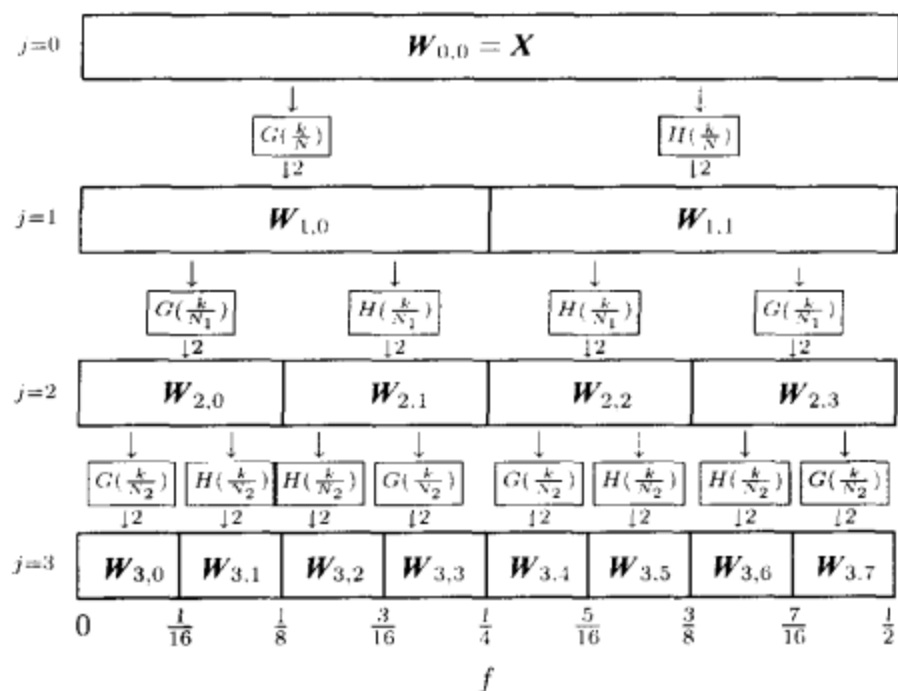 j=0 W0,0 = X
G(k/N) H(k/N)
↓2 ↓2
j=1 W1,0 W1,1
G(k/N1) H(k/N1) H(k/N1) G(k/N1)
↓2 ↓2 ↓2 ↓2
j=2 W2,0 W2,1 W2,2 W2,3
G(k/N2) H(k/N2) H(k/N2) G(k/N2) G(k/N2) H(k/N2) H(k/N2) G(k/N2)
↓2 ↓2 ↓2 ↓2 ↓2 ↓2 ↓2 ↓2
j=3 W3,0 W3,1 W3,2 W3,3 W3,4 W3,5 W3,6 W3,7
0 1/16 1/8 3/16 1/4 5/16 3/8 7/16 1/2
f